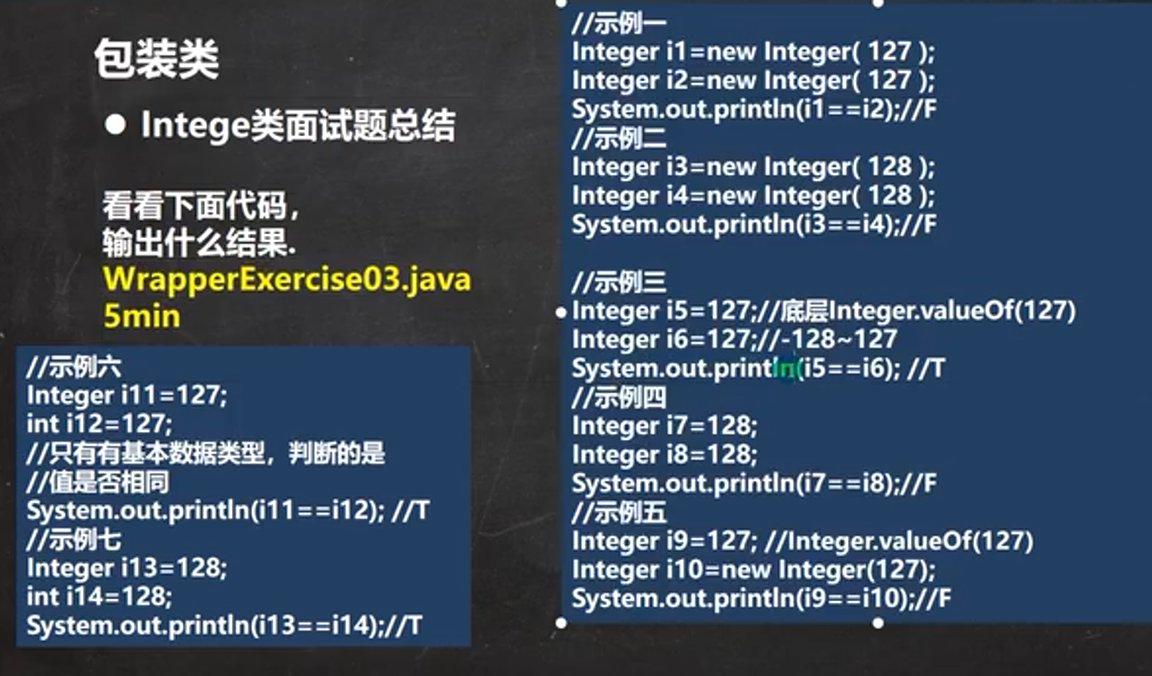 包装类
● Intege类面试题总结
看看下面代码，
输出什么结果.
WrapperExercise03.java
5min
//示例一
Integer i1=new Integer( 127 );
Integer i2=new Integer( 127 );
System.out.println(i1==i2);//F
//示例二
Integer i3=new Integer( 128 );
Integer i4=new Integer( 128 );
System.out.println(i3==i4);//F
//示例三
Integer i5=127;//底层Integer.valueOf(127)
Integer i6=127;//-128~127
System.out.println(i5==i6); //T
//示例四
Integer i7=128;
Integer i8=128;
System.out.println(i7==i8);//F
//示例五
Integer i9=127; //Integer.valueOf(127)
Integer i10=new Integer(127);
System.out.println(i9==i10);//F
//示例六
Integer i11=127;
int i12=127;
//只有有基本数据类型，判断的是
//值是否相同
System.out.println(i11==i12); //T
//示例七
Integer i13=128;
int i14=128;
System.out.println(i13==i14);//T